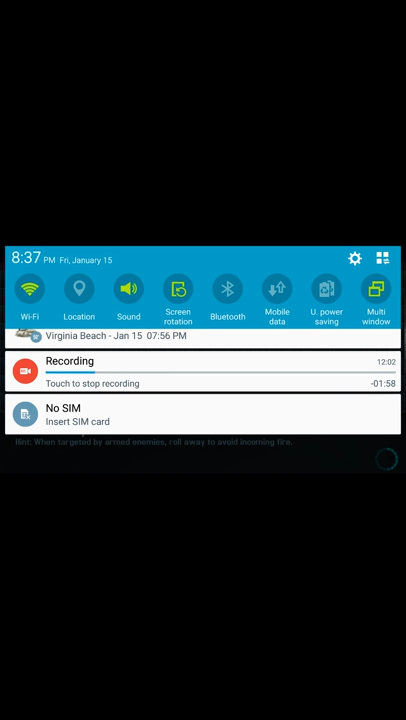 8:37 PM Fri, January 15
Wi-Fi
Location
Sound
Screen rotation
Bluetooth
Mobile data
U. power saving
Multi window
Virginia Beach - Jan 15 07:56 PM
Recording 12:02
Touch to stop recording -01:58
No SIM
Insert SIM card
Hint: When targeted by armed enemies, roll away to avoid incoming fire.